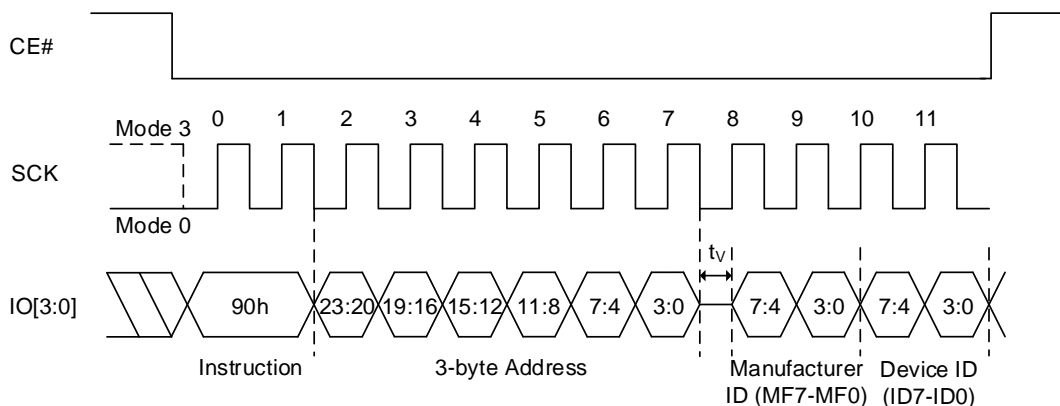 CE#
0 1 2 3 4 5 6 7 8 9 10 11
Mode 3
SCK
Mode 0
tV
IO[3:0] 90h 23:20 19:16 15:12 11:8 7:4 3:0 7:4 3:0 7:4 3:0
Instruction 3-byte Address Manufacturer Device ID
ID (MF7-MF0) (ID7-ID0)